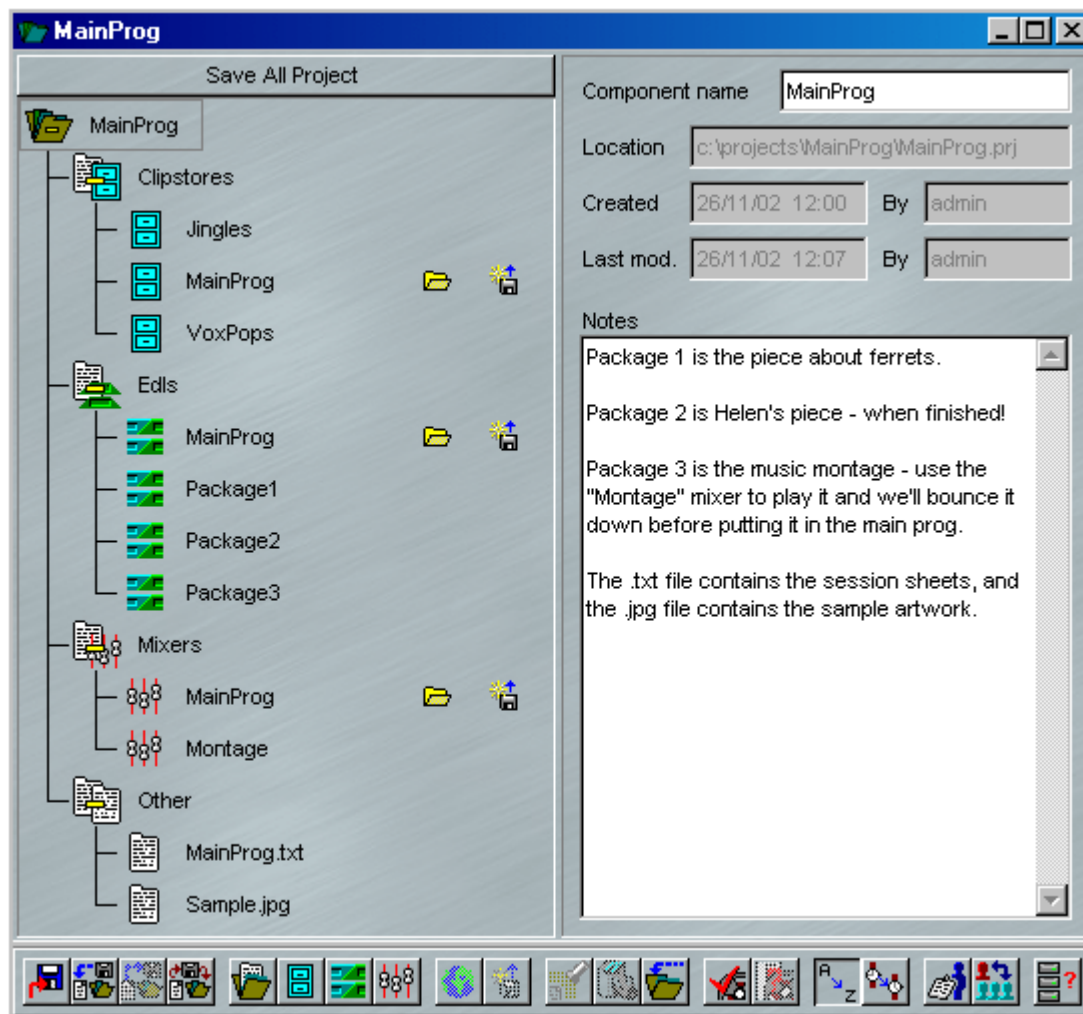 MainProg
Save All Project
MainProg
Clipstores
Jingles
MainProg
VoxPops
Edls
MainProg
Package1
Package2
Package3
Mixers
MainProg
Montage
Other
MainProg.txt
Sample.jpg
Component name MainProg
Location c:\projects\MainProg\MainProg.prj
Created 26/11/02 12:00 By admin
Last mod. 26/11/02 12:07 By admin
Notes
Package 1 is the piece about ferrets.
Package 2 is Helen's piece - when finished!
Package 3 is the music montage - use the
"Montage" mixer to play it and we'll bounce it
down before putting it in the main prog.
The .txt file contains the session sheets, and
the .jpg file contains the sample artwork.
A
Z
?